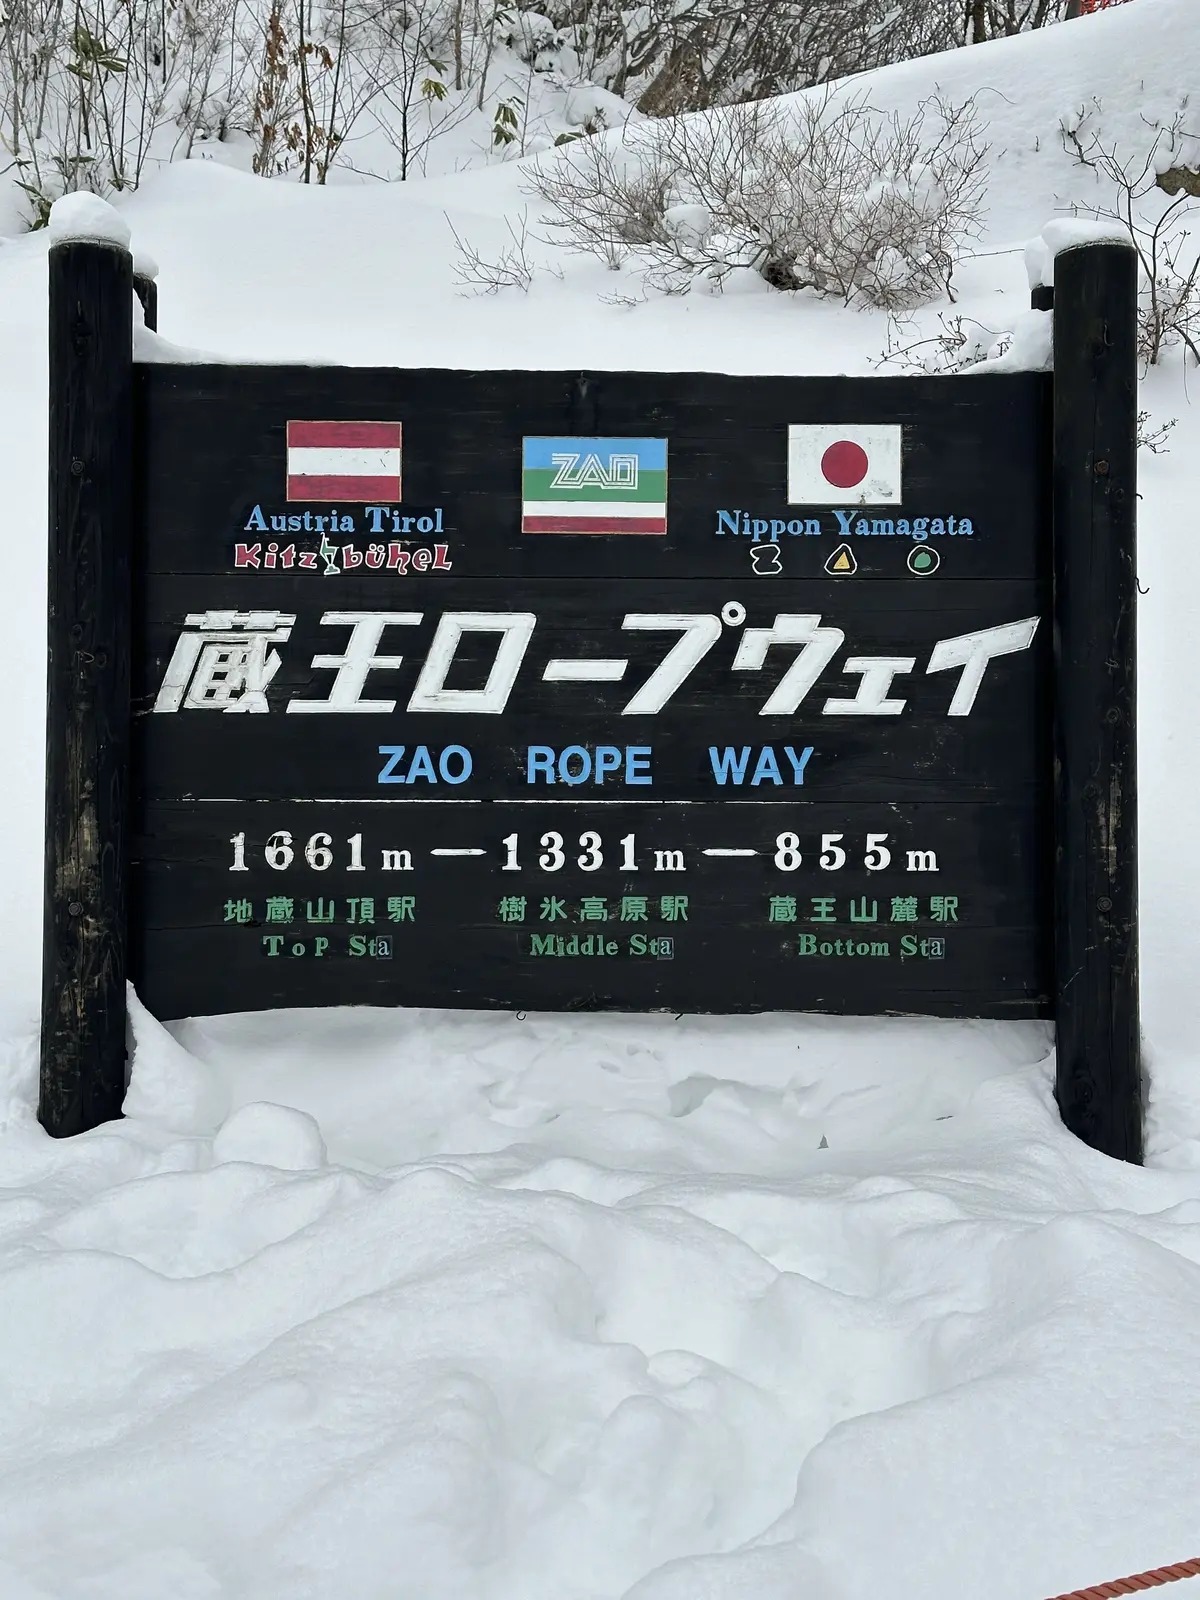 ZAO
Austria Tirol
Kitzbühel
Nippon Yamagata
ZAO
蔵王ロープウェイ
ZAO ROPE WAY
1661m — 1331m — 855m
地蔵山頂駅 樹氷高原駅 蔵王山麓駅
Top Sta Middle Sta Bottom Sta